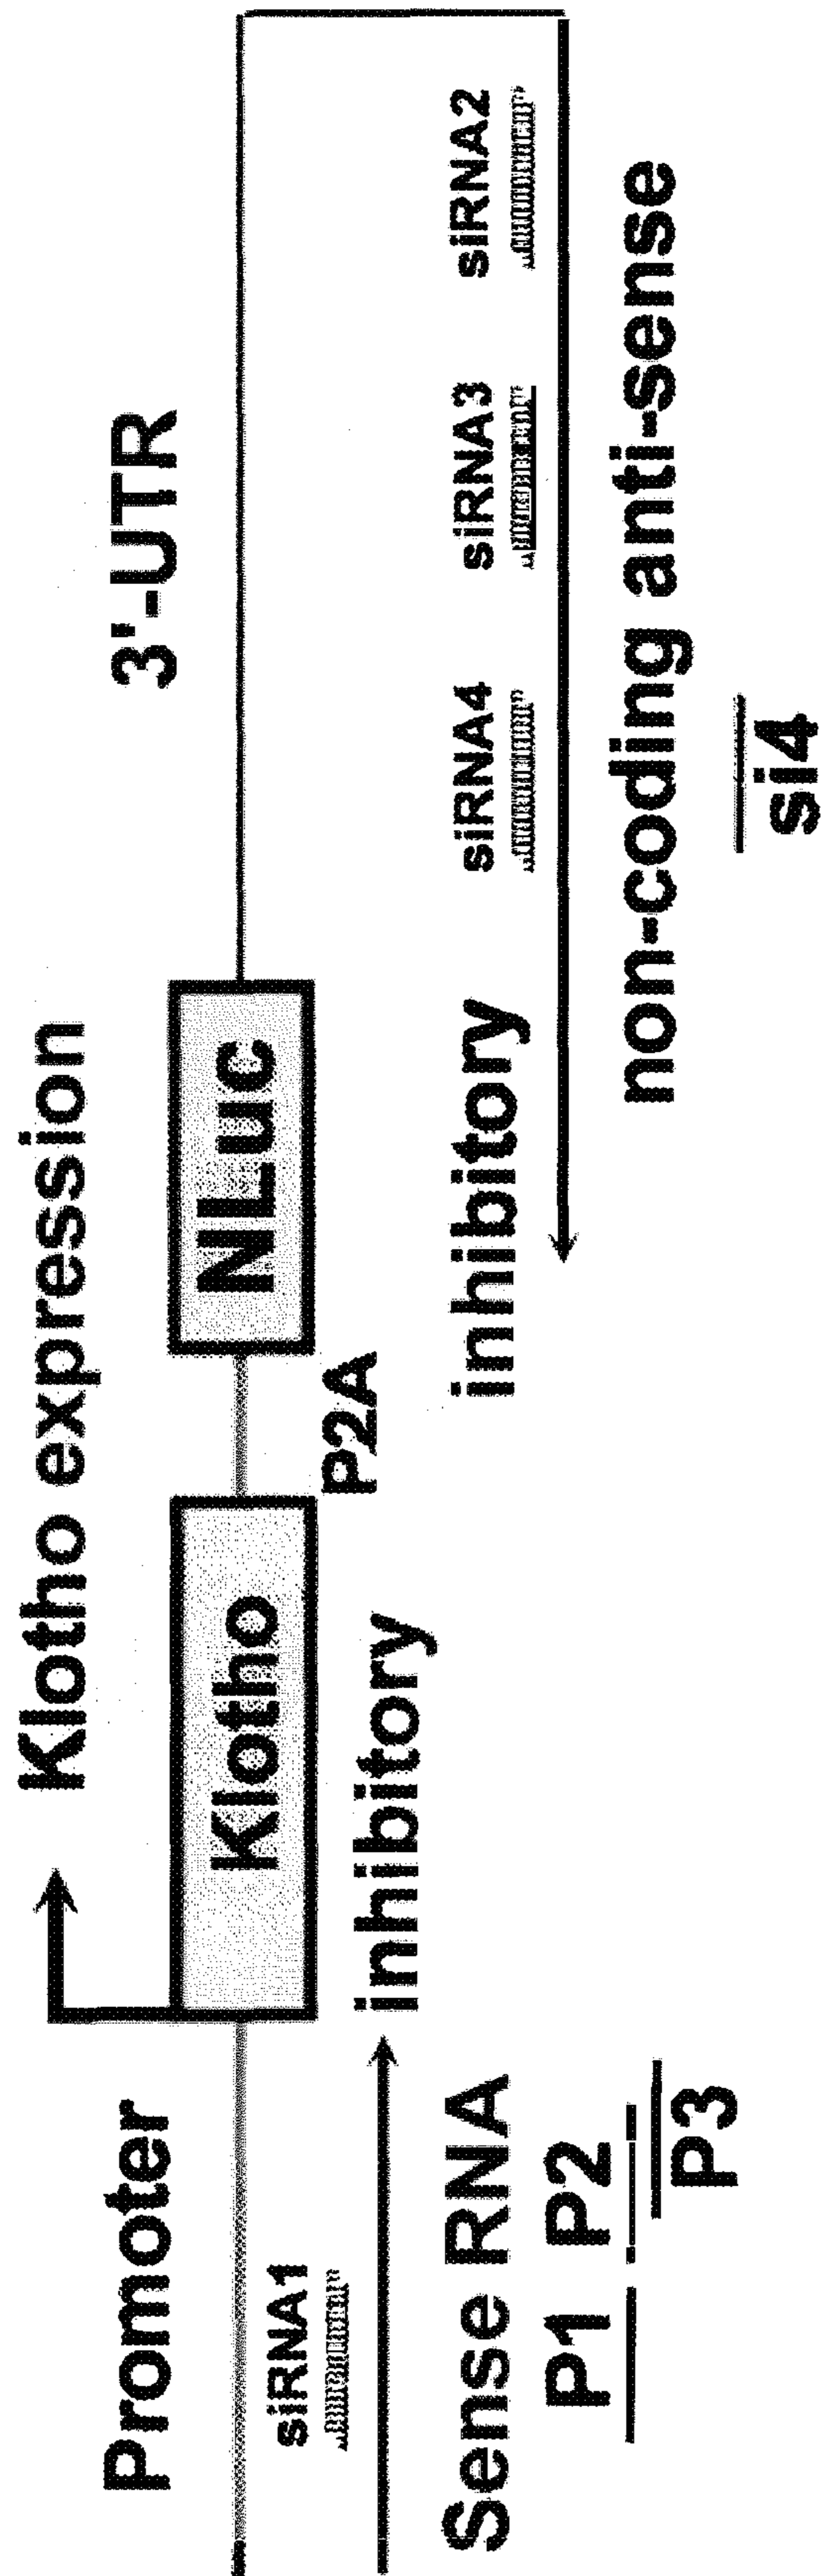 Klotho expression
Promoter
3'-UTR
Klotho
NLuc
P2A
siRNA1
inhibitory
inhibitory
siRNA4
siRNA3
siRNA2
Sense RNA
non-coding anti-sense
P1
P2
P3
si4